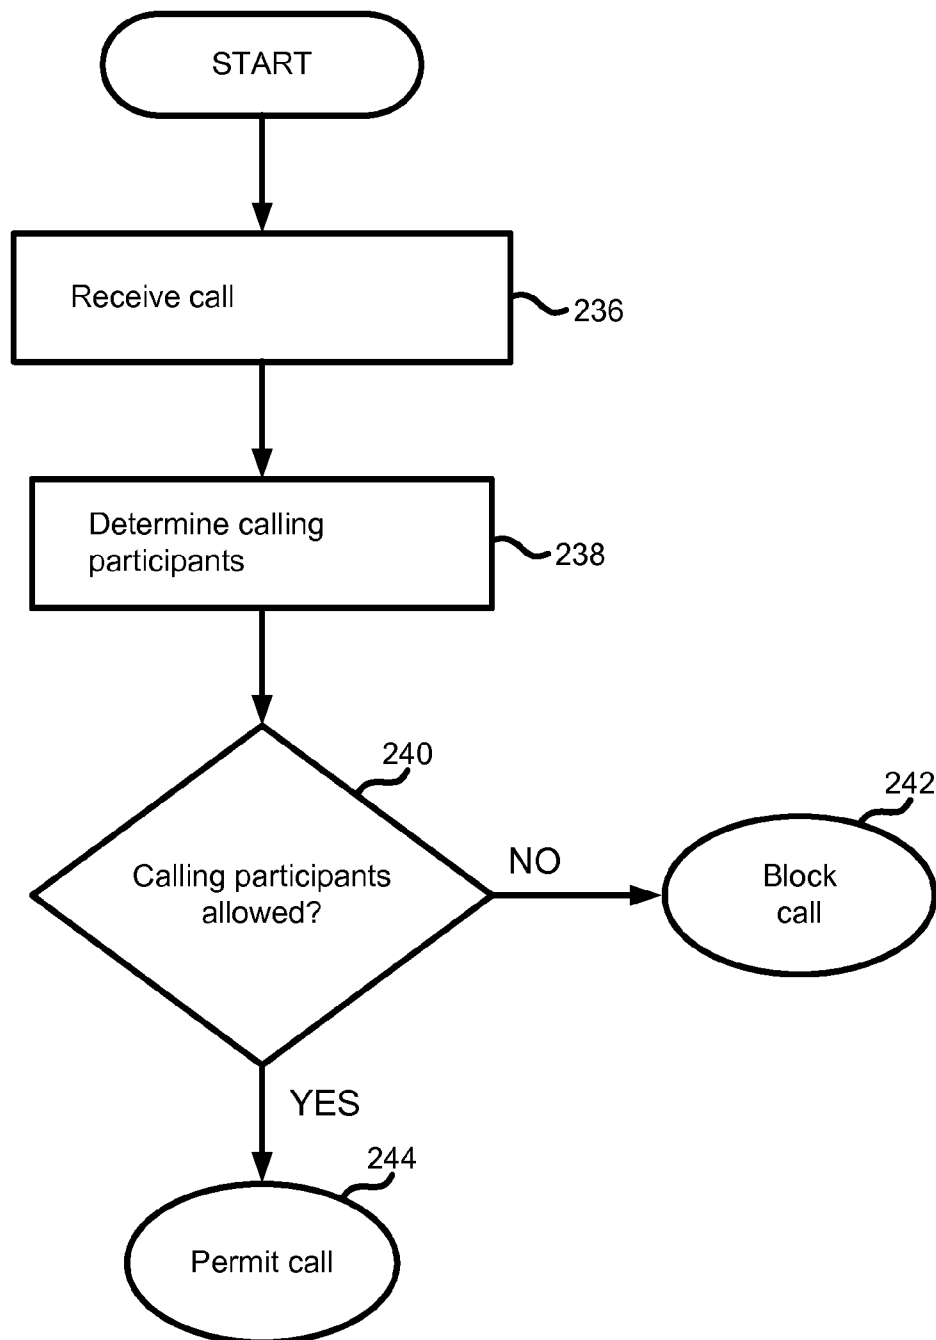 START
Receive call
236
Determine calling
participants
238
240
Calling participants
allowed?
NO
242
Block
call
YES
244
Permit call